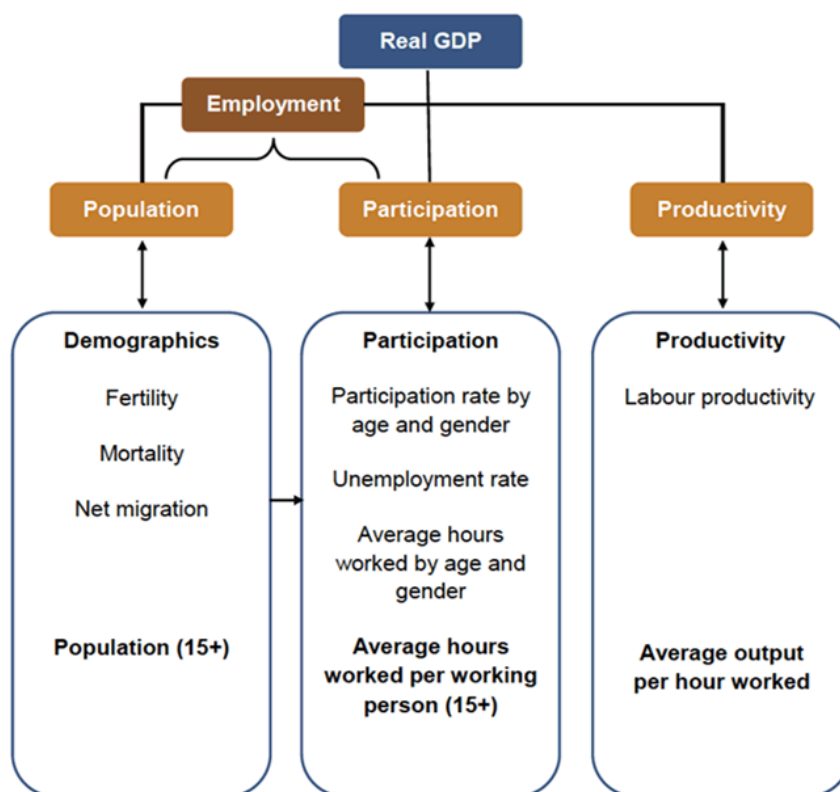 Real GDP
Employment
Population
Participation
Productivity
Demographics
Fertility
Mortality
Net migration
Population (15+)
Participation
Participation rate by
age and gender
Unemployment rate
Average hours
worked by age and
gender
Average hours
worked per working
person (15+)
Productivity
Labour productivity
Average output
per hour worked